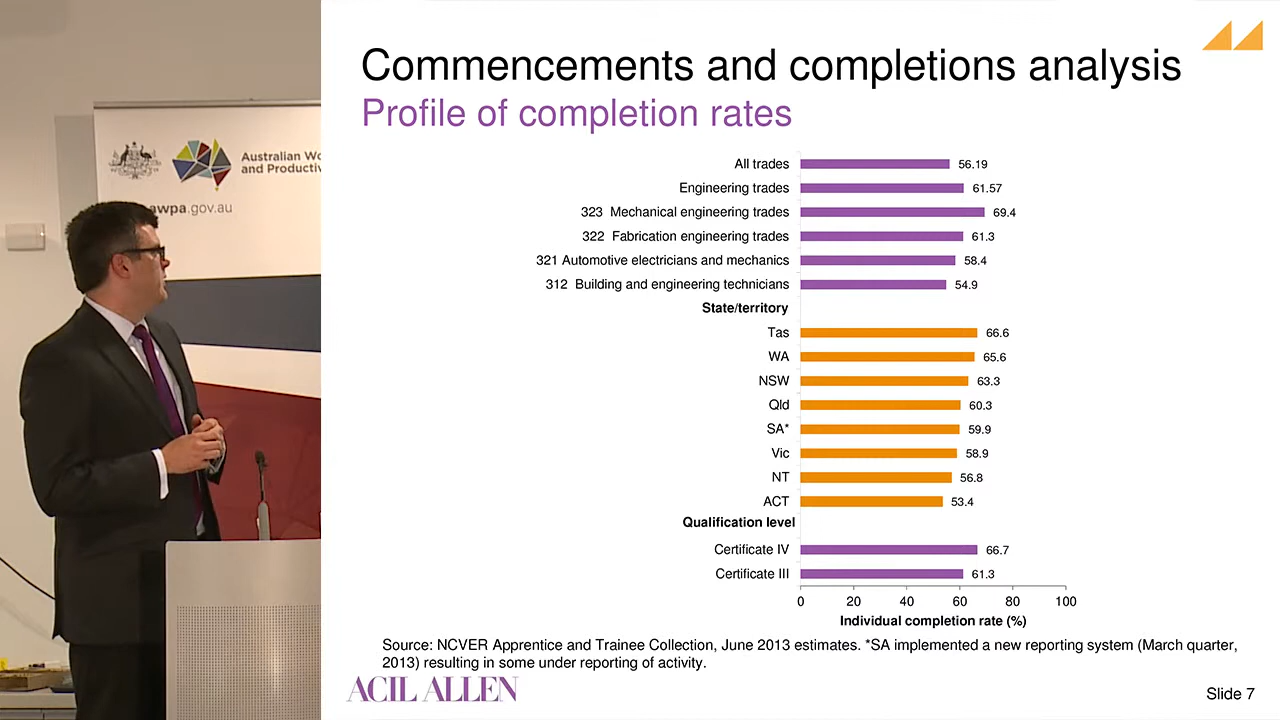 Australian Wo
and Productiv
awpa.gov.au
Commencements and completions analysis
Profile of completion rates
All trades 56.19
Engineering trades 61.57
323 Mechanical engineering trades 69.4
322 Fabrication engineering trades 61.3
321 Automotive electricians and mechanics 58.4
312 Building and engineering technicians 54.9
State/territory
Tas 66.6
WA 65.6
NSW 63.3
Qld 60.3
SA* 59.9
Vic 58.9
NT 56.8
ACT 53.4
Qualification level
Certificate IV 66.7
Certificate III 61.3
0 20 40 60 80 100
Individual completion rate (%)
Source: NCVER Apprentice and Trainee Collection, June 2013 estimates. *SA implemented a new reporting system (March quarter,
2013) resulting in some under reporting of activity.
ACIL ALLEN
Slide 7